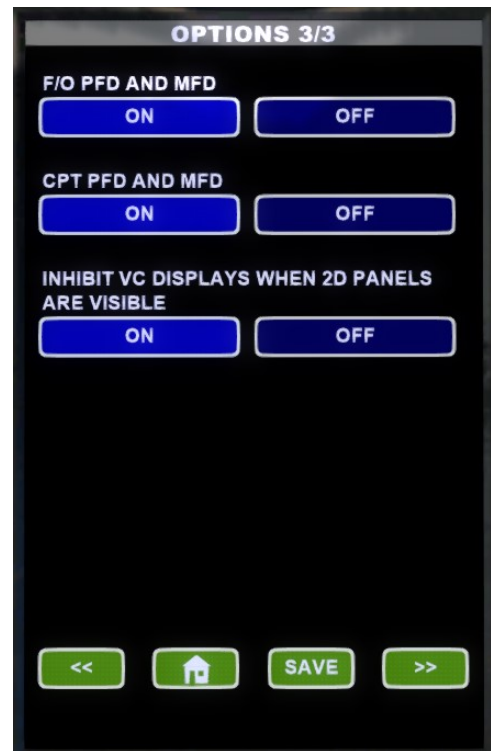 OPTIONS 3/3
F/O PFD AND MFD
ON OFF
CPT PFD AND MFD
ON OFF
INHIBIT VC DISPLAYS WHEN 2D PANELS
ARE VISIBLE
ON OFF
<< SAVE >>